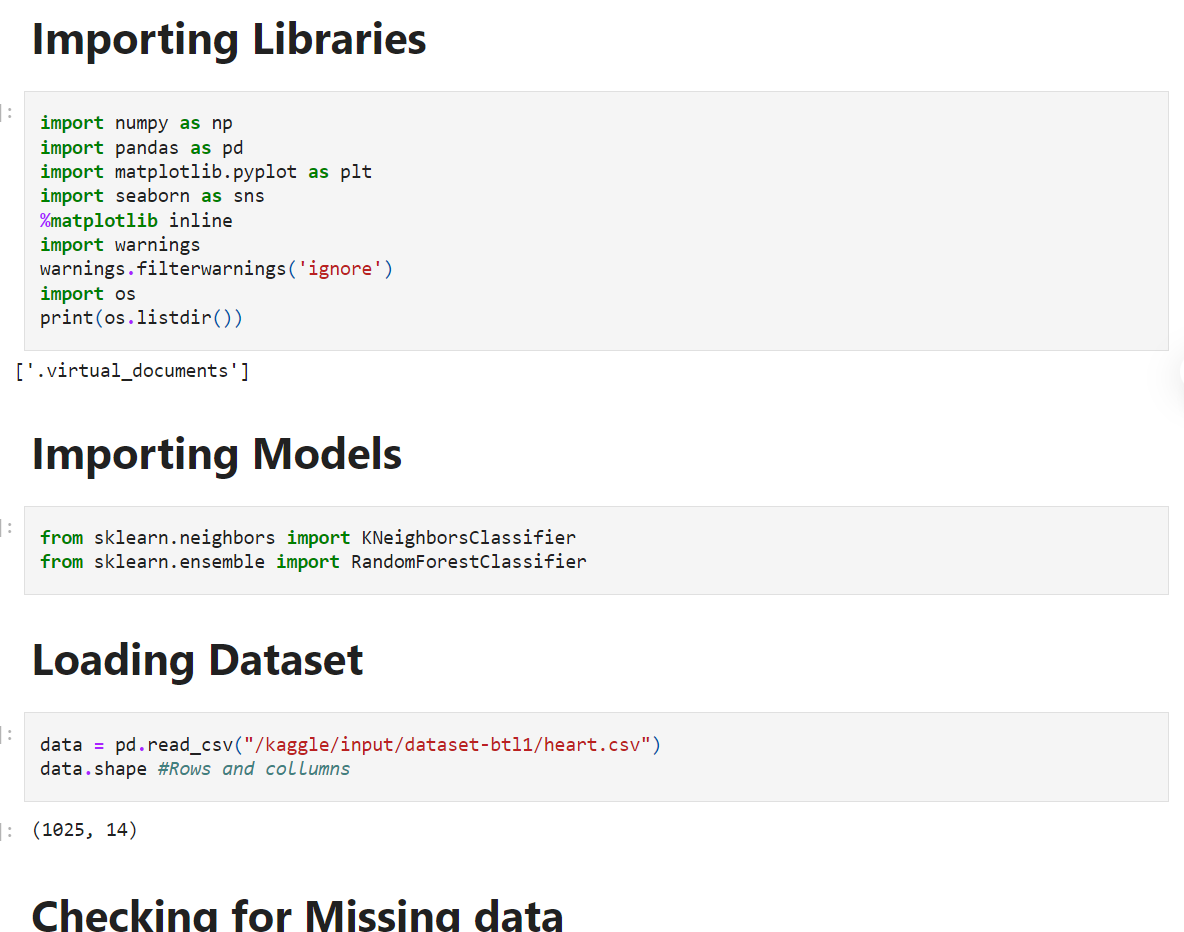 Importing Libraries
]:
import numpy as np
import pandas as pd
import matplotlib.pyplot as plt
import seaborn as sns
%matplotlib inline
import warnings
warnings.filterwarnings('ignore')
import os
print(os.listdir())
['.virtual_documents']
Importing Models
]:
from sklearn.neighbors import KNeighborsClassifier
from sklearn.ensemble import RandomForestClassifier
Loading Dataset
]:
data = pd.read_csv("/kaggle/input/dataset-btl1/heart.csv")
data.shape #Rows and collumns
]:
(1025, 14)
Checking for Missing data